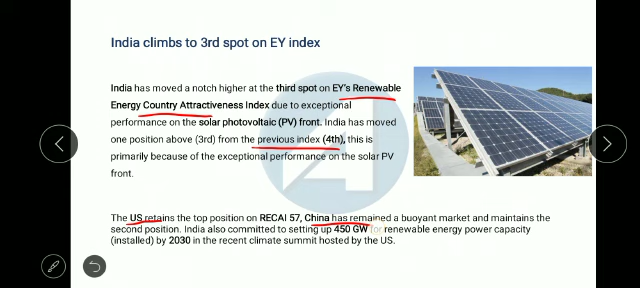 India climbs to 3rd spot on EY index
India has moved a notch higher at the third spot on EY's Renewable
Energy Country Attractiveness Index due to exceptional
performance on the solar photovoltaic (PV) front. India has moved
one position above (3rd) from the previous index (4th), this is
primarily because of the exceptional performance on the solar PV
front.
The US retains the top position on RECAI 57, China has remained a buoyant market and maintains the
second position. India also committed to setting up 450 GW for renewable energy power capacity
(installed) by 2030 in the recent climate summit hosted by the US.